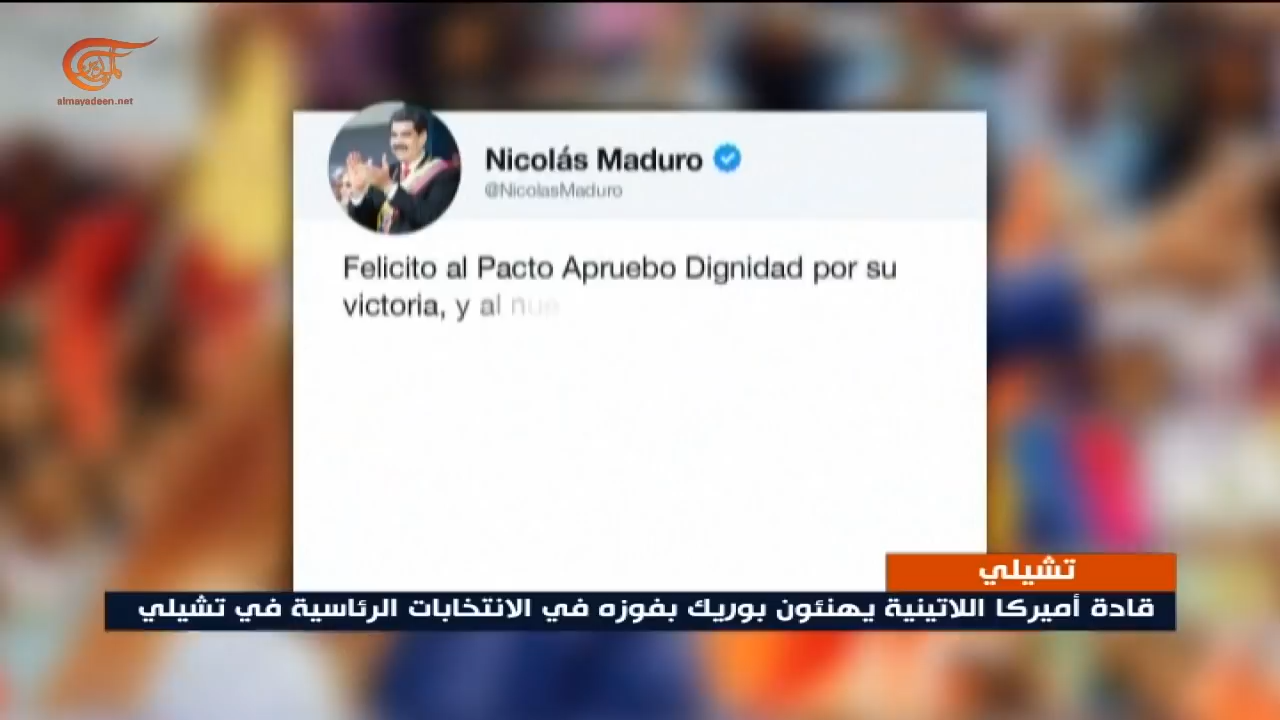 almayadeen.net
Nicolás Maduro
@NicolasMaduro
Felicito al Pacto Apruebo Dignidad por su
victoria, y al nue
تشيلي
قادة أميركا اللاتينية يهنئون بوريك بفوزه في الانتخابات الرئاسية في تشيلي